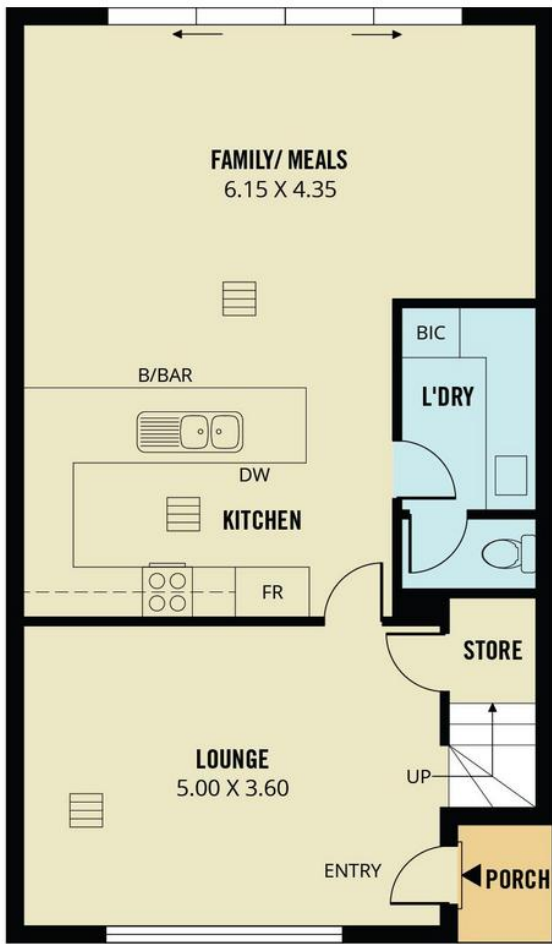 FAMILY/ MEALS
6.15 X 4.35
BIC
B/BAR
L'DRY
DW
KITCHEN
FR
STORE
LOUNGE
5.00 X 3.60
UP
ENTRY
PORCH